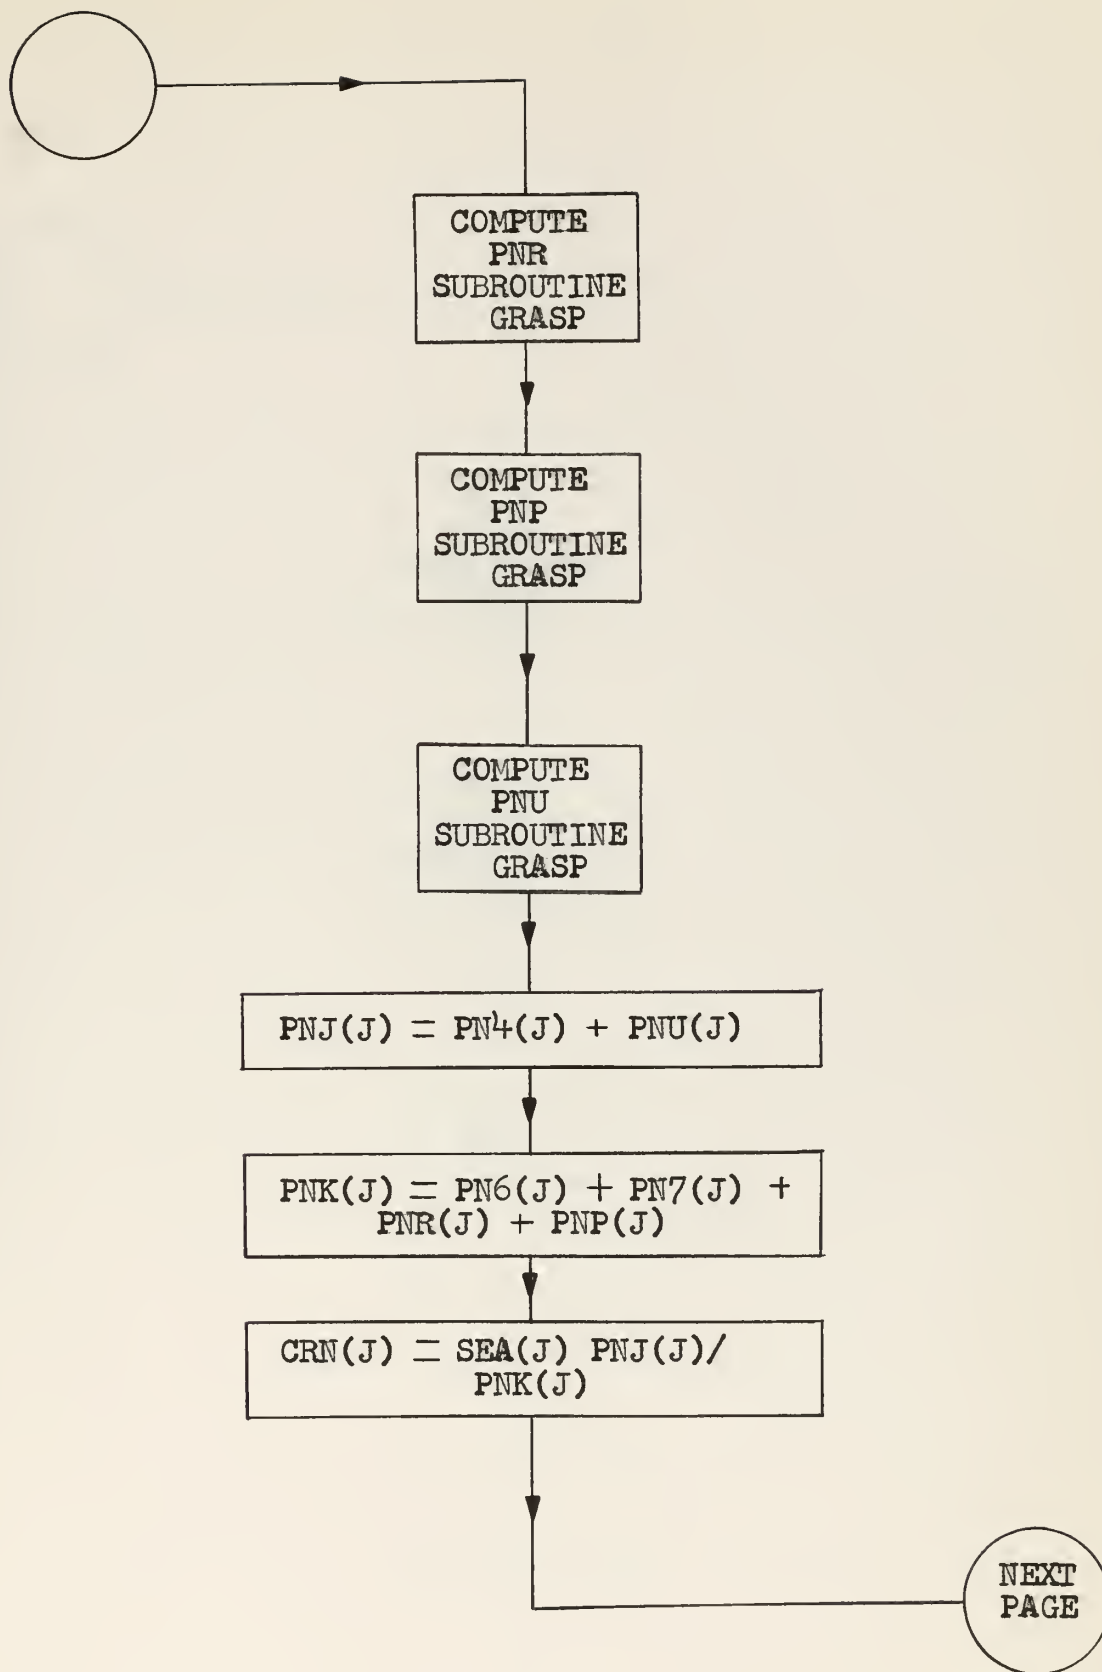 COMPUTE
PNR
SUBROUTINE
GRASP
COMPUTE
PNP
SUBROUTINE
GRASP
COMPUTE
PNU
SUBROUTINE
GRASP
PNJ(J) = PN4(J) + PNU(J)
PNK(J) = PN6(J) + PN7(J) +
PNR(J) + PNP(J)
CRN(J) = SEA(J) PNJ(J)/
PNK(J)
NEXT
PAGE